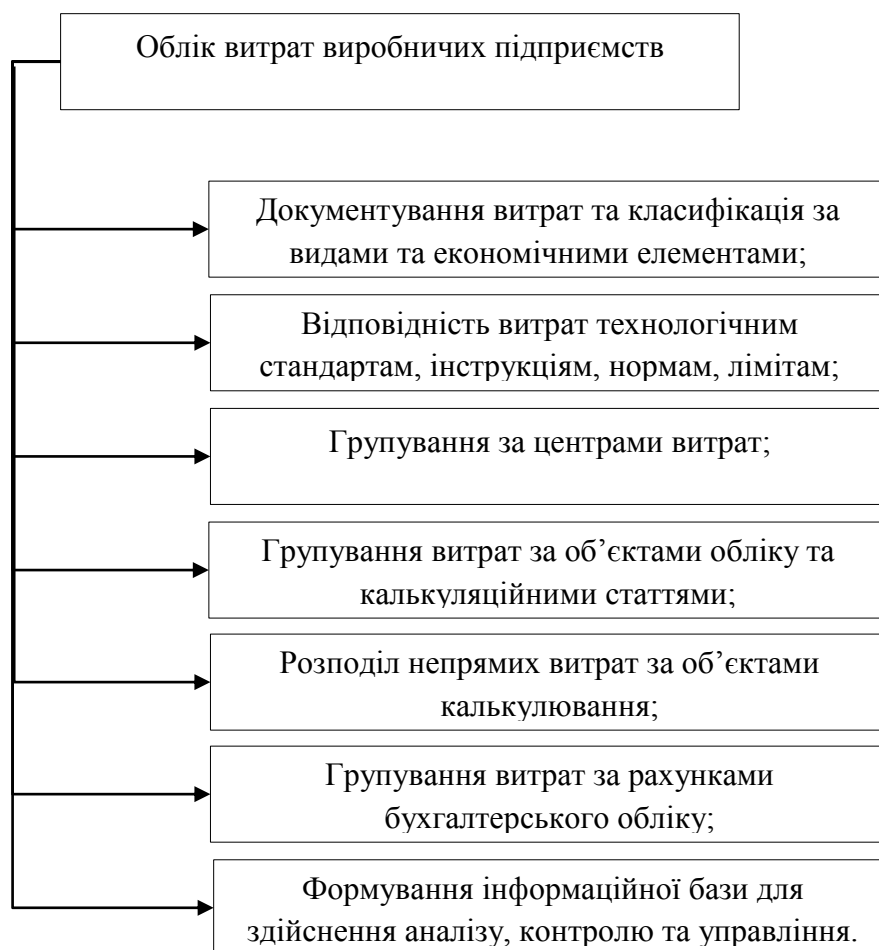 Облік витрат виробничих підприємств
Документування витрат та класифікація за
видами та економічними елементами;
Відповідність витрат технологічним
стандартам, інструкціям, нормам, лімітам;
Групування за центрами витрат;
Групування витрат за об’єктами обліку та
калькуляційними статтями;
Розподіл непрямих витрат за об’єктами
калькулювання;
Групування витрат за рахунками
бухгалтерського обліку;
Формування інформаційної бази для
здійснення аналізу, контролю та управління.